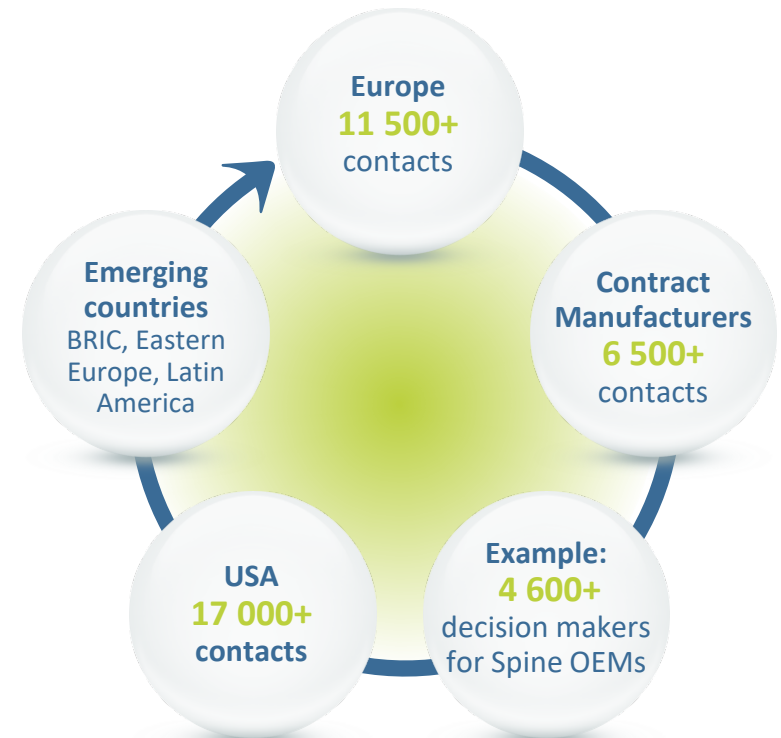 Europe
11 500+
contacts
Contract
Manufacturers
6 500+
contacts
Example:
4 600+
decision makers
for Spine OEMs
USA
17 000+
contacts
Emerging
countries
BRIC, Eastern
Europe, Latin
America